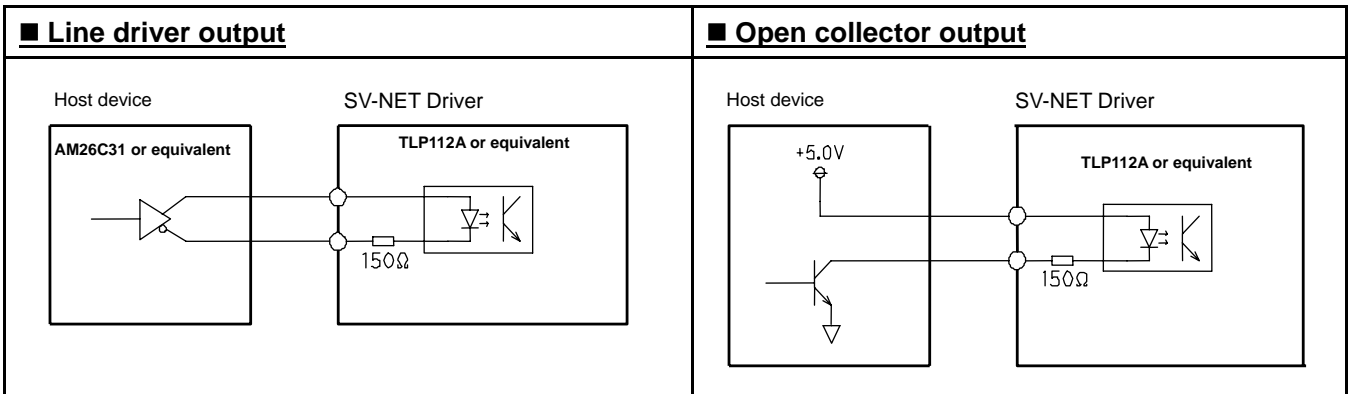 ■ Line driver output
Host device
SV-NET Driver
AM26C31 or equivalent
TLP112A or equivalent
150Ω
■ Open collector output
Host device
SV-NET Driver
+5.0V
TLP112A or equivalent
150Ω